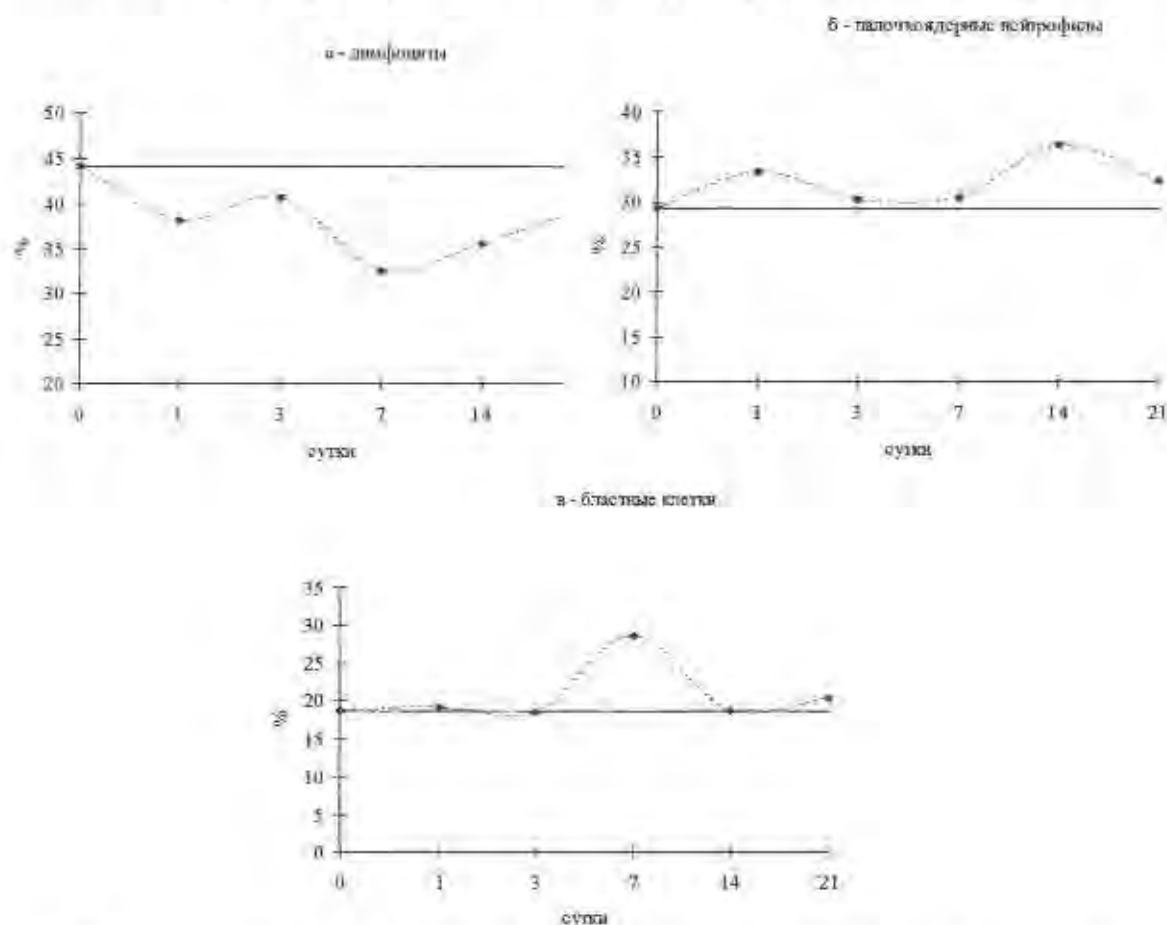 б - палочкоядерные нейтрофилы
а - лимфоциты
50
45
40
35
30
25
20
%
0 1 3 7 14
сутки
40
35
30
25
20
15
10
%
0 1 3 7 14 21
сутки
в - бластные клетки
35
30
25
20
15
10
5
0
%
0 1 3 7 14 21
сутки